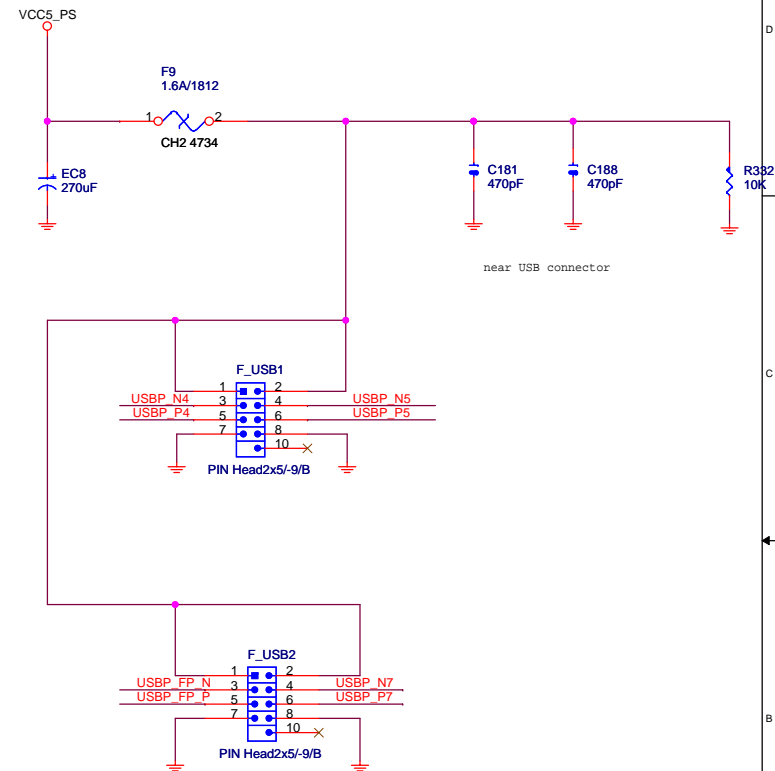 VCC5_PS
D
F9
1.6A/1812
1
2
CH2 4734
EC8
270uF
C181
470pF
C188
470pF
R332
10K
near USB connector
C
F_USB1
1 2
USBP_N4 3 4 USBP_N5
USBP_P4 5 6 USBP_P5
7 8
10
PIN Head2x5/-9/B
F_USB2
1 2
USBP_FP_N 3 4 USBP_N7
USBP_FP_P 5 6 USBP_P7
7 8
10
B
PIN Head2x5/-9/B